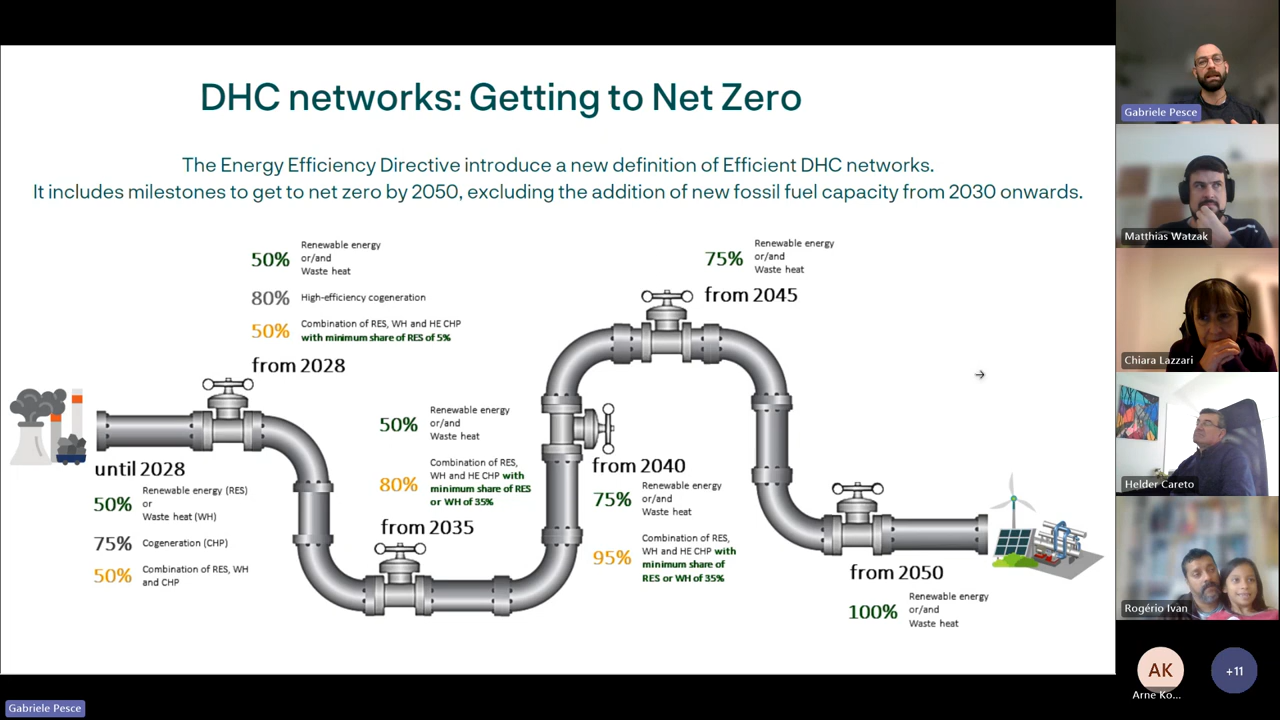 DHC networks: Getting to Net Zero
The Energy Efficiency Directive introduce a new definition of Efficient DHC networks.
It includes milestones to get to net zero by 2050, excluding the addition of new fossil fuel capacity from 2030 onwards.
until 2028
50% Renewable energy (RES)
or
Waste heat (WH)
75% Cogeneration (CHP)
50% Combination of RES, WH
and CHP
50% Renewable energy
or/and
Waste heat
80% High-efficiency cogeneration
50% Combination of RES, WH and HE CHP
with minimum share of RES of 5%
from 2028
50% Renewable energy
or/and
Waste heat
80% Combination of RES,
WH and HE CHP with
minimum share of RES
or WH of 35%
from 2035
from 2040
75% Renewable energy
or/and
Waste heat
95% Combination of RES,
WH and HE CHP with
minimum share of
RES or WH of 35%
75% Renewable energy
or/and
Waste heat
from 2045
from 2050
100% Renewable energy
or/and
Waste heat
Gabriele Pesce
Matthias Watzak
Chiara Lazzari
Helder Careto
Rogério Ivan
AK
Arne Ko...
+11
Gabriele Pesce